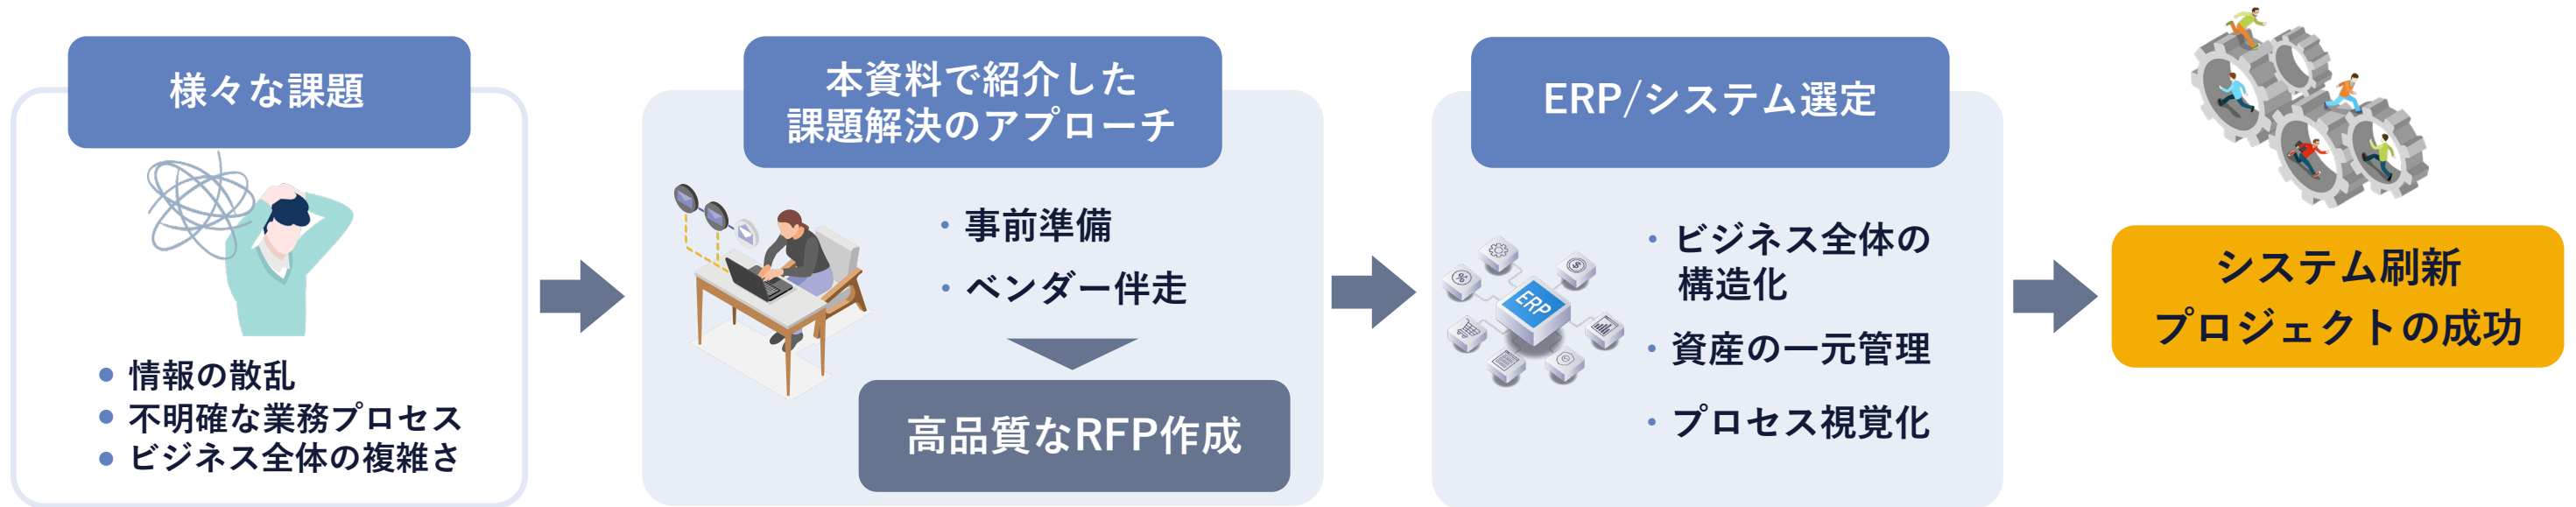 様々な課題
• 情報の散乱
• 不明確な業務プロセス
• ビジネス全体の複雑さ
本資料で紹介した
課題解決のアプローチ
・事前準備
・ベンダー伴走
高品質なRFP作成
ERP/システム選定
ERP
・ビジネス全体の
構造化
・資産の一元管理
・プロセス視覚化
システム刷新
プロジェクトの成功